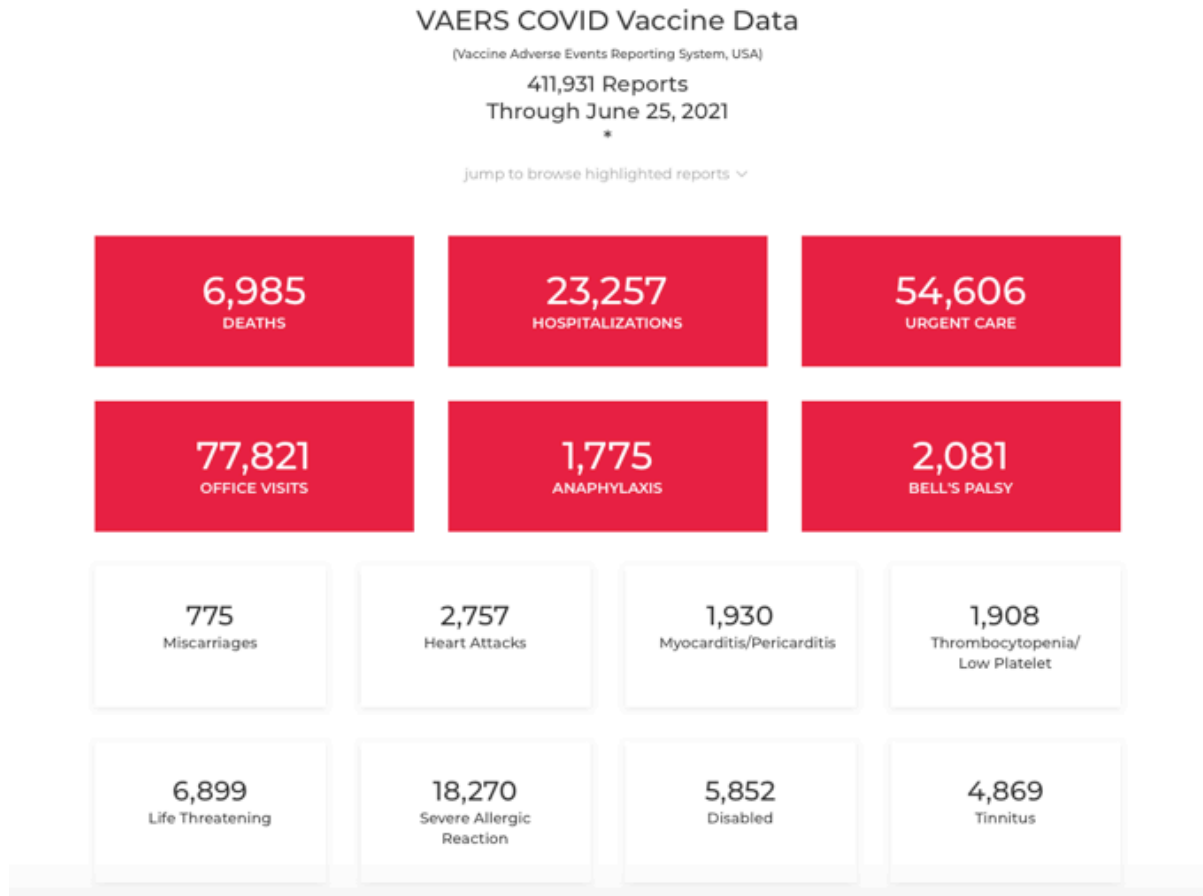 VAERS COVID Vaccine Data
(Vaccine Adverse Events Reporting System, USA)
411,931 Reports
Through June 25, 2021
*
jump to browse highlighted reports
6,985
DEATHS
23,257
HOSPITALIZATIONS
54,606
URGENT CARE
77,821
OFFICE VISITS
1,775
ANAPHYLAXIS
2,081
BELL'S PALSY
775
Miscarriages
2,757
Heart Attacks
1,930
Myocarditis/Pericarditis
1,908
Thrombocytopenia/
Low Platelet
6,899
Life Threatening
18,270
Severe Allergic
Reaction
5,852
Disabled
4,869
Tinnitus